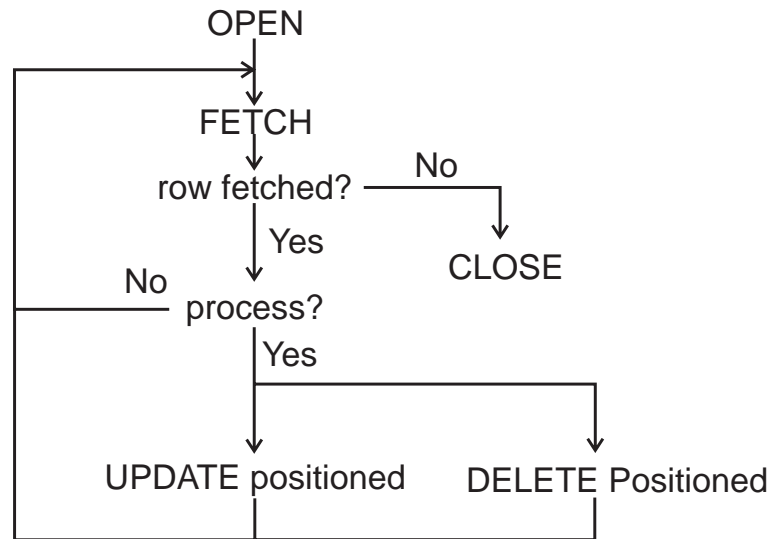 OPEN
FETCH
row fetched?
No
Yes
CLOSE
No
process?
Yes
UPDATE positioned
DELETE Positioned